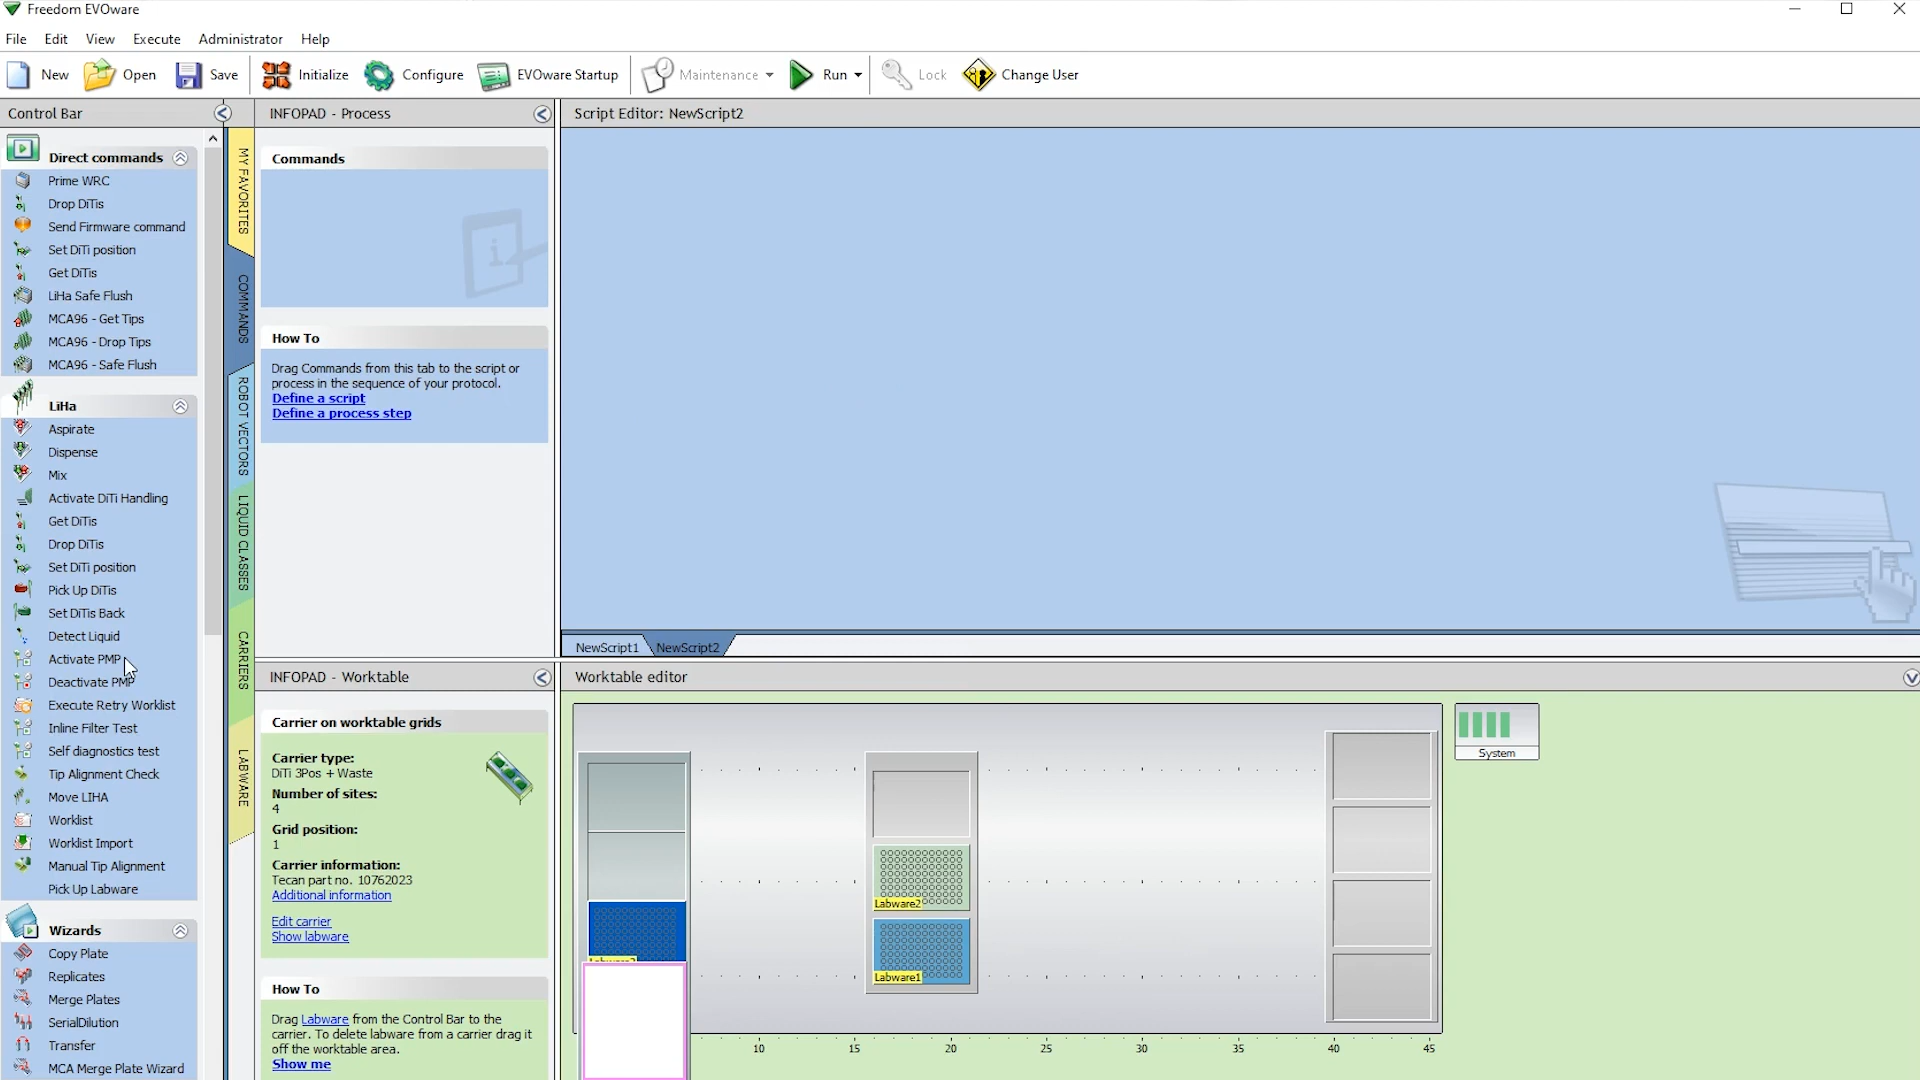 Freedom EVOware
File Edit View Execute Administrator Help
New Open Save Initialize Configure EVOware Startup Maintenance Run Lock Change User
Control Bar
Direct commands
Prime WRC
Drop DiTis
Send Firmware command
Set DiTi position
Get DiTis
LiHa Safe Flush
MCA96 - Get Tips
MCA96 - Drop Tips
MCA96 - Safe Flush
LiHa
Aspirate
Dispense
Mix
Activate DiTi Handling
Get DiTis
Drop DiTis
Set DiTi position
Pick Up DiTis
Set DiTis Back
Detect Liquid
Activate PMP
Deactivate PMP
Execute Retry Worklist
Inline Filter Test
Self diagnostics test
Tip Alignment Check
Move LIHA
Worklist
Worklist Import
Manual Tip Alignment
Pick Up Labware
Wizards
Copy Plate
Replicates
Merge Plates
SerialDilution
Transfer
MCA Merge Plate Wizard
MY FAVORITES
COMMANDS
ROBOT VECTORS
LIQUID CLASSES
CARRIERS
LABWARE
INFOPAD - Process
Commands
How To
Drag Commands from this tab to the script or
process in the sequence of your protocol.
Define a script
Define a process step
INFOPAD - Worktable
Carrier on worktable grids
Carrier type:
DiTi 3Pos + Waste
Number of sites:
4
Grid position:
1
Carrier information:
Tecan part no. 10762023
Additional information
Edit carrier
Show labware
How To
Drag Labware from the Control Bar to the
carrier. To delete labware from a carrier drag it
off the worktable area.
Show me
Script Editor: NewScript2
NewScript1 NewScript2
Worktable editor
System
Labware2
Labware1
10 15 20 25 30 35 40 45